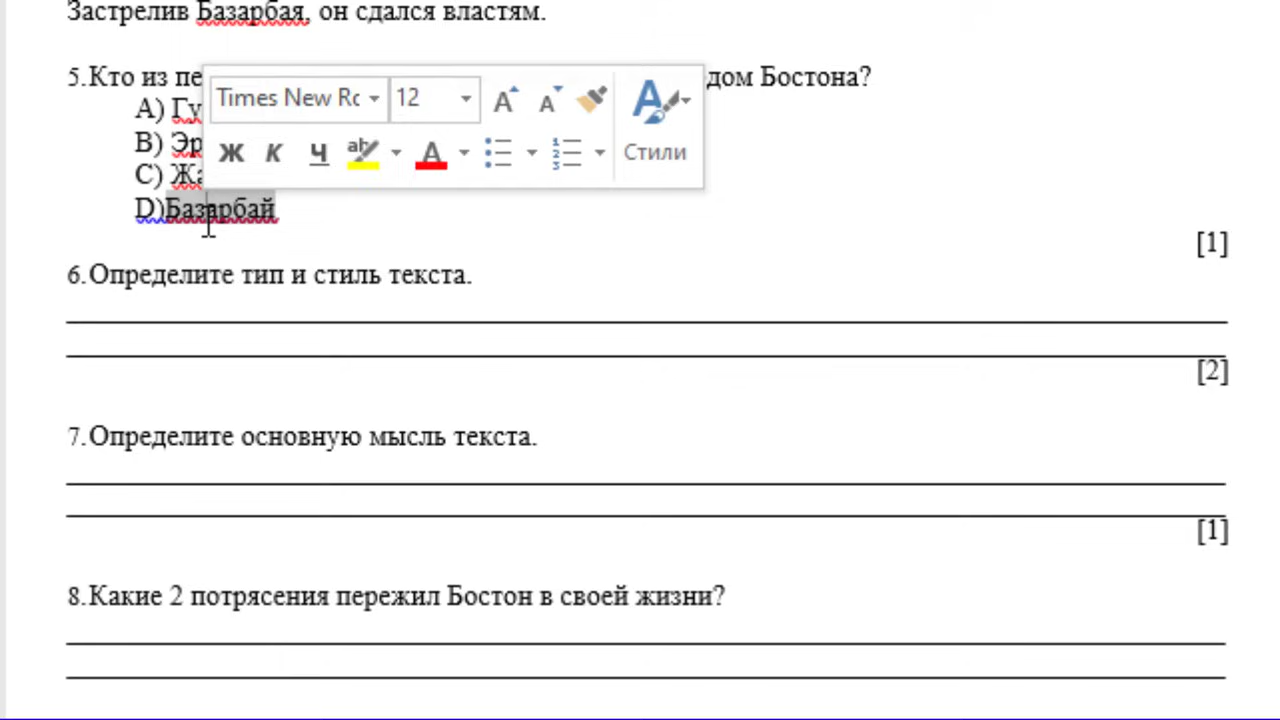 Застрелив Базарбая, он сдался властям.
5.Кто из пе дом Бостона?
Times New Rc 12
A) Гу
B) Эр
Ж К Ч ab A Стили
C) Жа
D)Базарбай
[1]
6.Определите тип и стиль текста.
[2]
7.Определите основную мысль текста.
[1]
8.Какие 2 потрясения пережил Бостон в своей жизни?